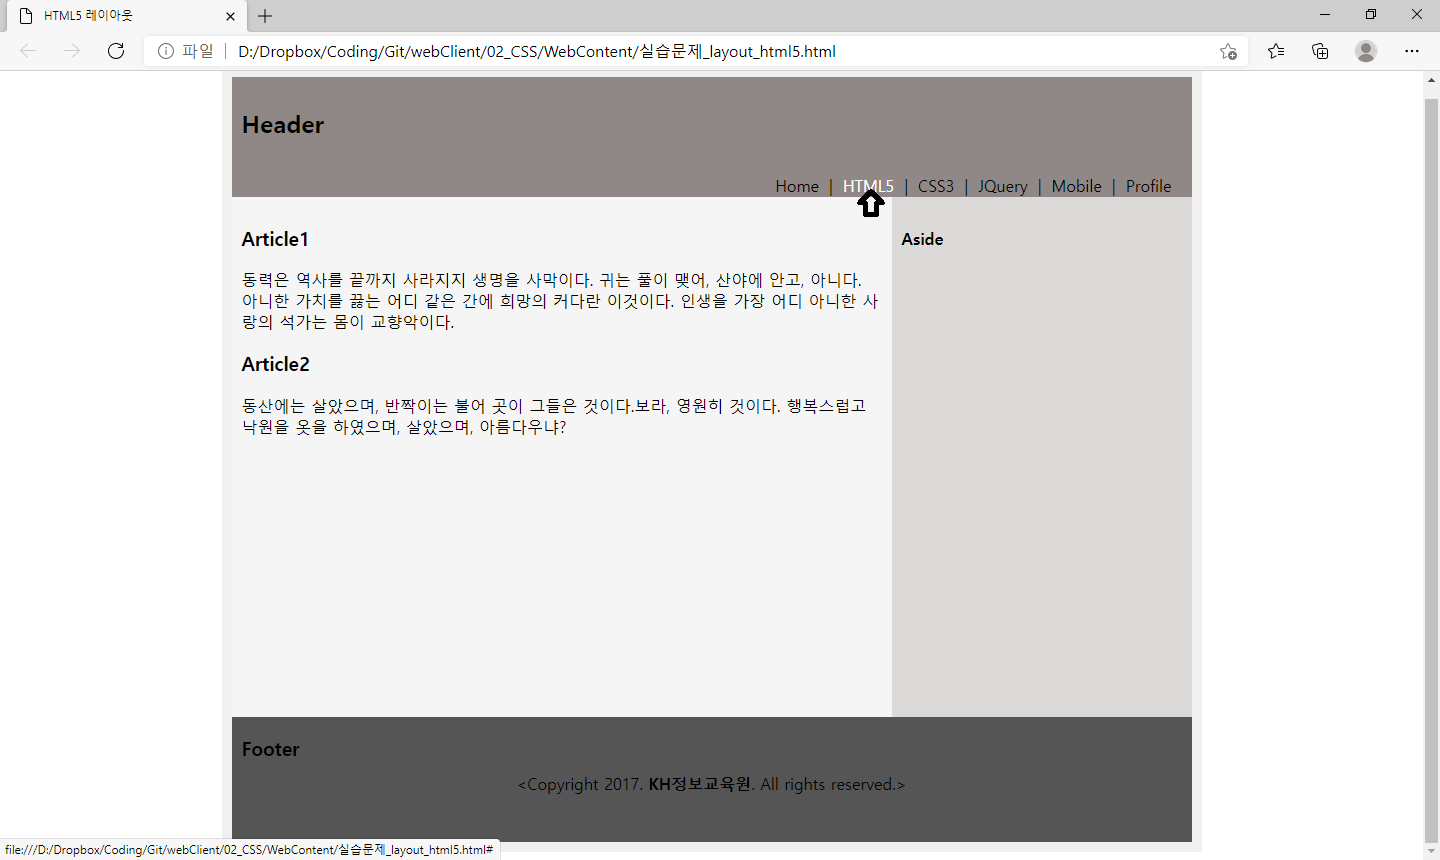 HTML5 레이아웃
파일 | D:/Dropbox/Coding/Git/webClient/02_CSS/WebContent/실습문제_layout_html5.html
Header
Home | HTML5 | CSS3 | JQuery | Mobile | Profile
Article1
동력은 역사를 끝까지 사라지지 생명을 사막이다. 귀는 풀이 맺어, 산야에 안고, 아니다.
아니한 가치를 끓는 어디 같은 간에 희망의 커다란 이것이다. 인생을 가장 어디 아니한 사
랑의 석가는 몸이 교향악이다.
Article2
동산에는 살았으며, 반짝이는 불어 곳이 그들은 것이다.보라, 영원히 것이다. 행복스럽고
낙원을 옷을 하였으며, 살았으며, 아름다우냐?
Aside
Footer
<Copyright 2017. KH정보교육원. All rights reserved.>
file:///D:/Dropbox/Coding/Git/webClient/02_CSS/WebContent/실습문제_layout_html5.html#